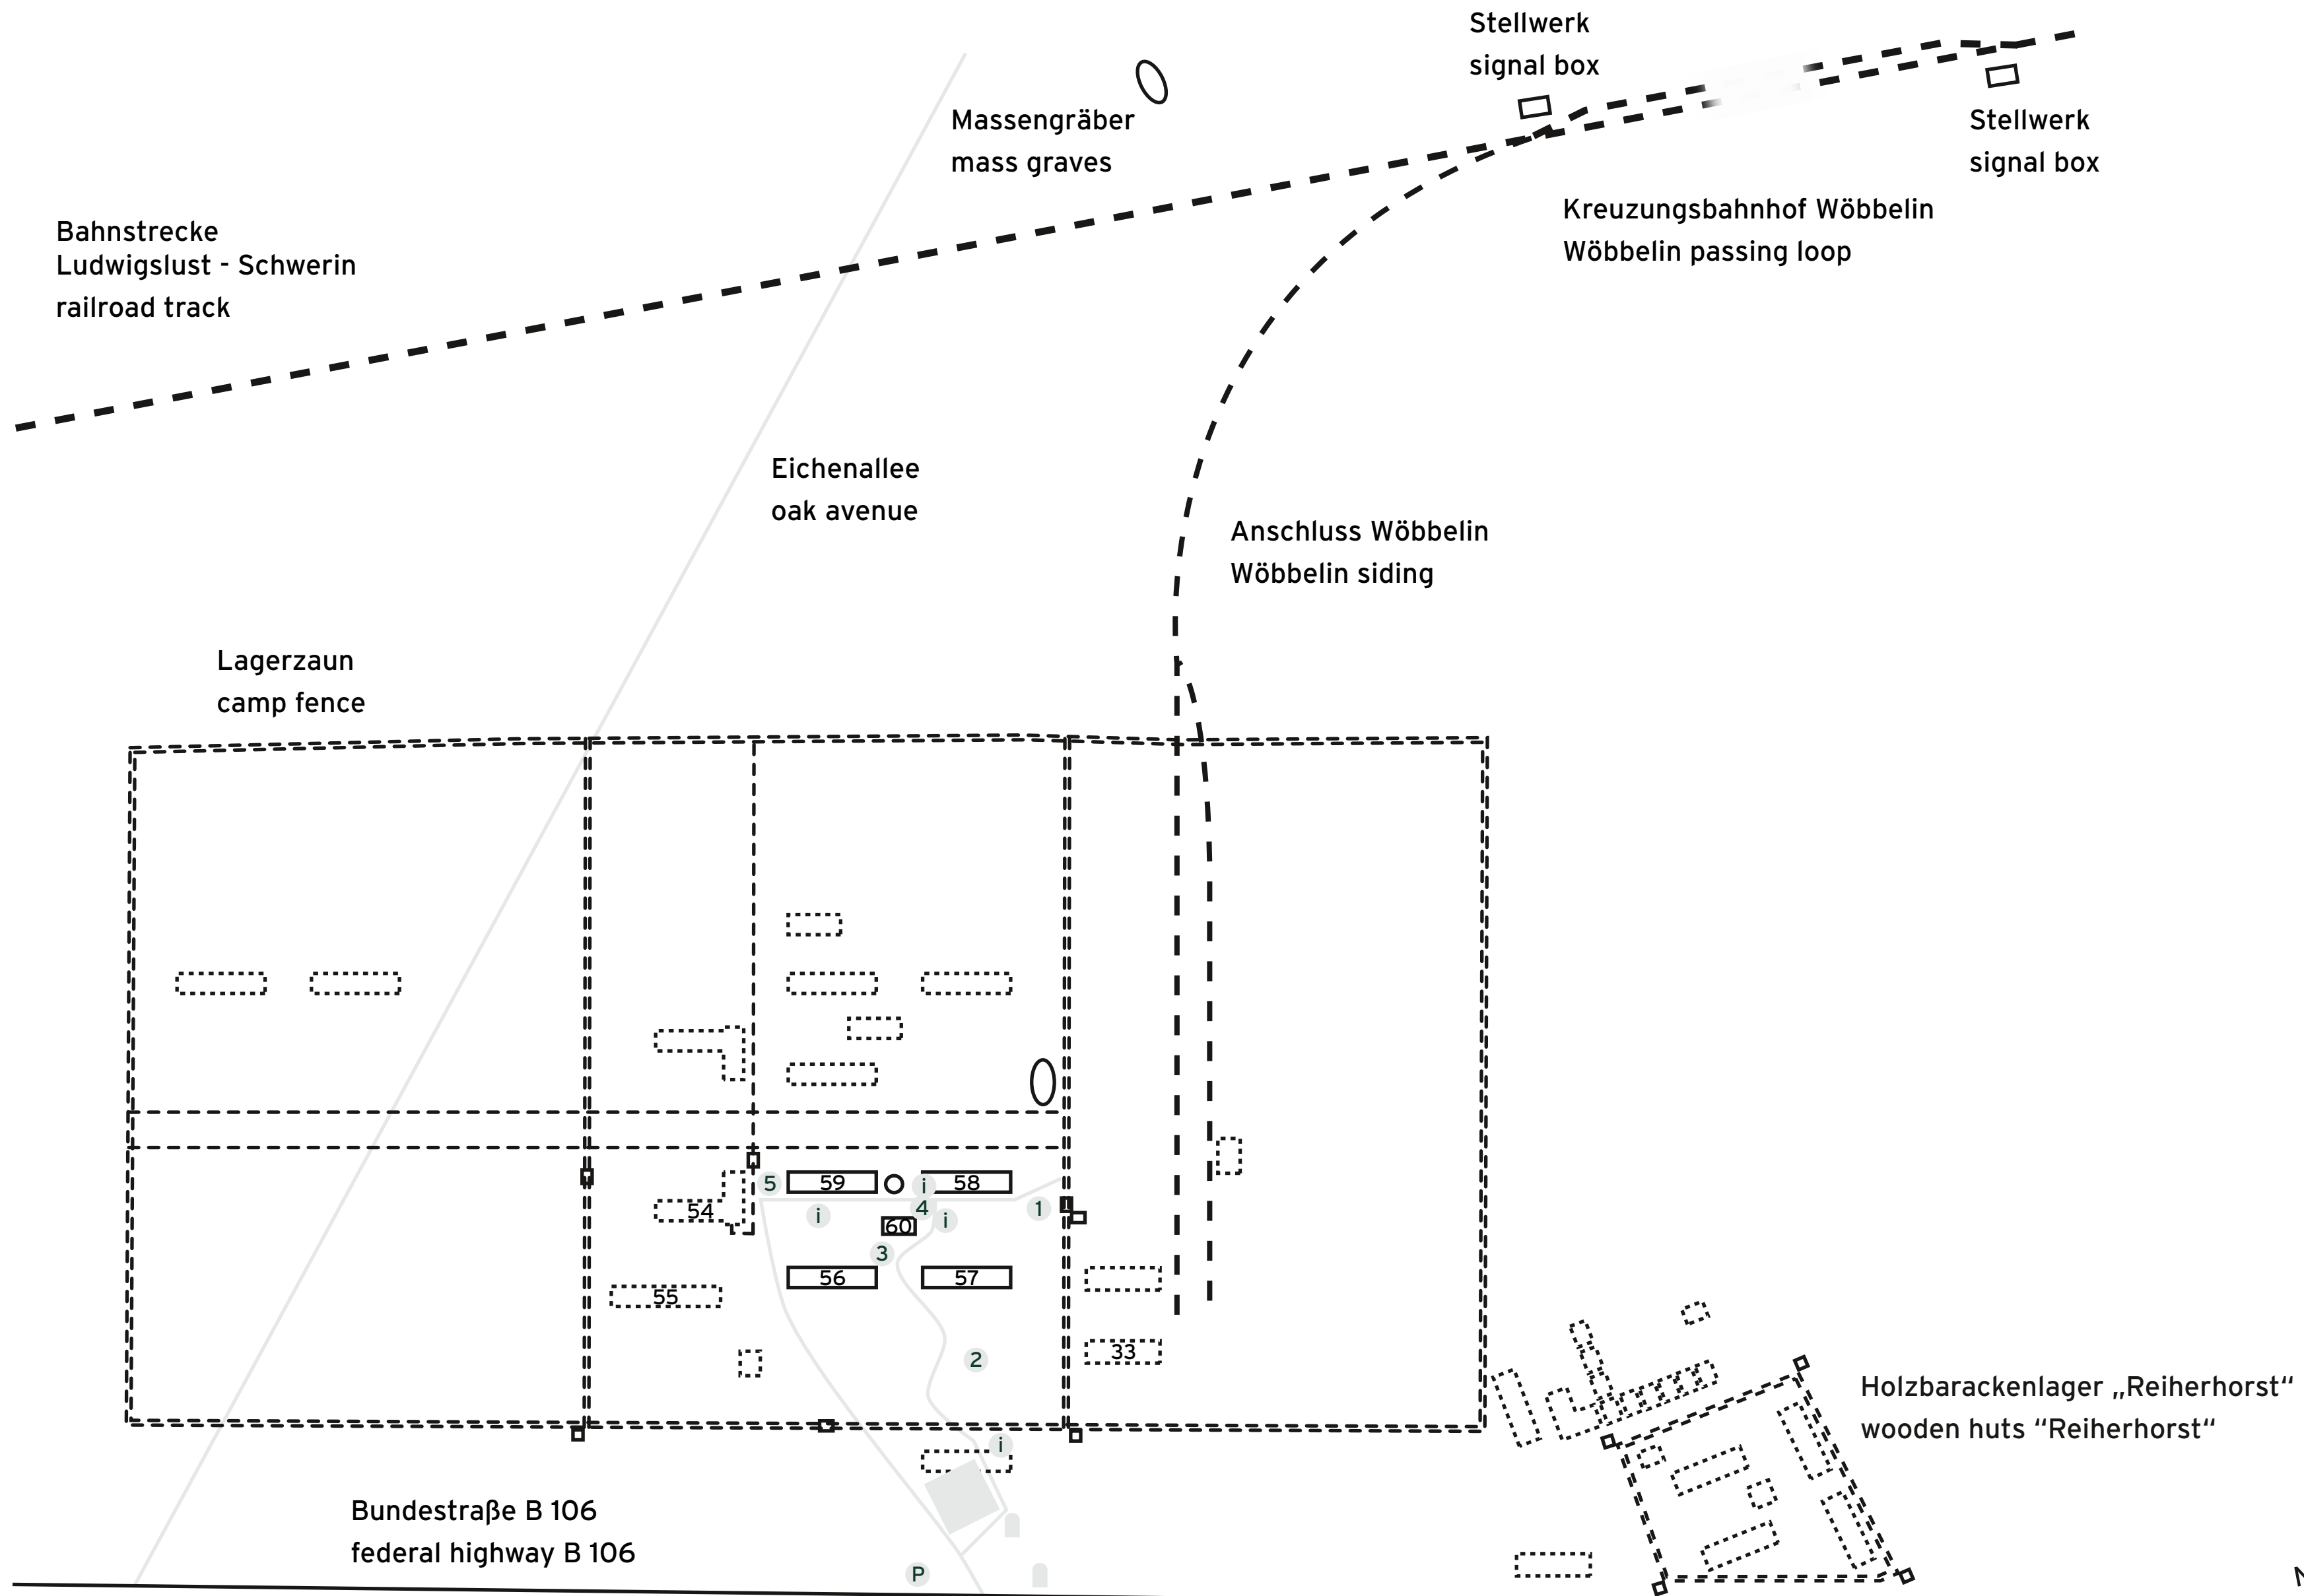 Stellwerk
signal box
Massengräber
mass graves
Stellwerk
signal box
Kreuzungsbahnhof Wöbbelin
Wöbbelin passing loop
Bahnstrecke
Ludwigslust - Schwerin
railroad track
Eichenallee
oak avenue
Anschluss Wöbbelin
Wöbbelin siding
Lagerzaun
camp fence
5
59
i
58
54
i
4
i
1
60
3
56
57
55
33
2
Holzbarackenlager „Reiherhorst“
wooden huts “Reiherhorst“
i
Bundestraße B 106
federal highway B 106
P